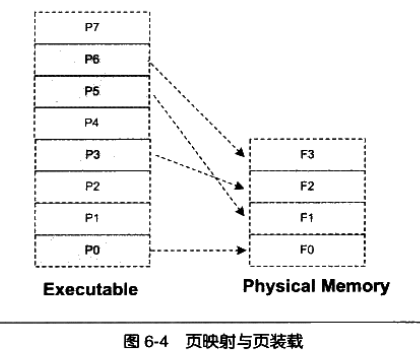 P7
P6
P5
P4
P3
P2
P1
P0
Executable
F3
F2
F1
F0
Physical Memory
图 6-4 页映射与页装载